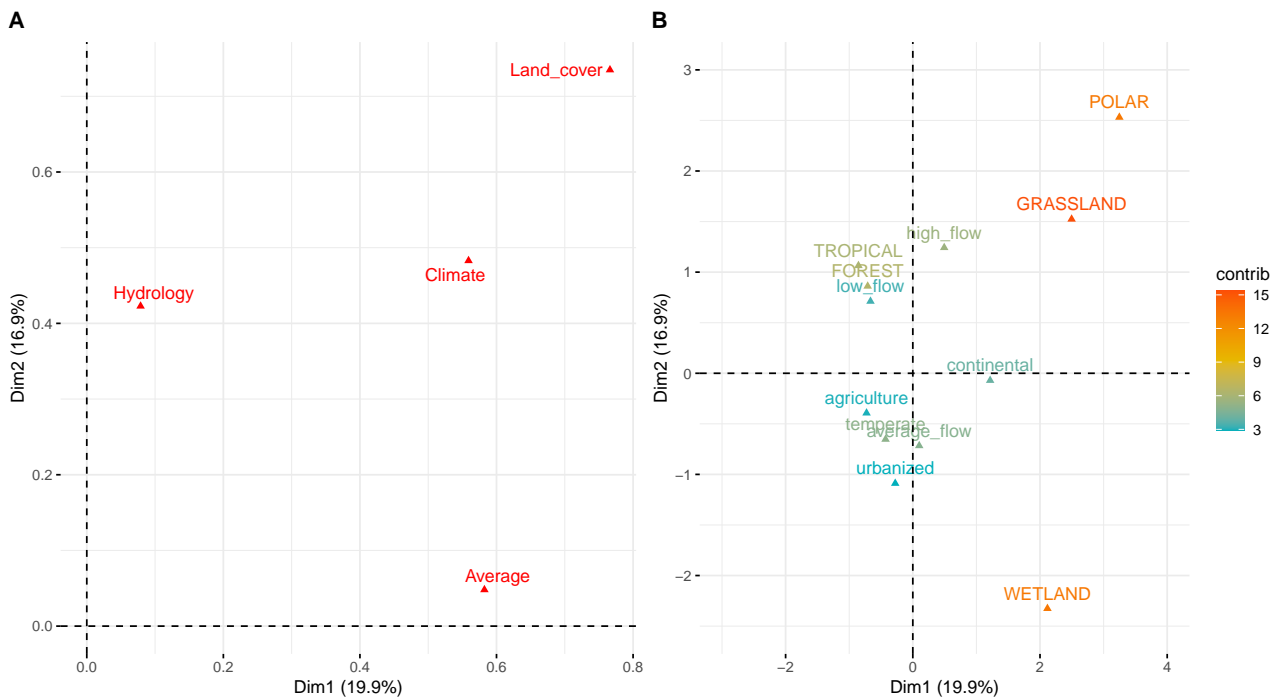 A
Land_cover
Climate
Hydrology
Average
0.6
0.4
0.2
0.0
Dim2 (16.9%)
0.0 0.2 0.4 0.6 0.8
Dim1 (19.9%)
B
POLAR
GRASSLAND
high_flow
TROPICAL
FOREST
low_flow
continental
agriculture
temperate
average_flow
urbanized
WETLAND
3
2
1
0
−1
−2
Dim2 (16.9%)
−2 0 2 4
Dim1 (19.9%)
contrib
15
12
9
6
3